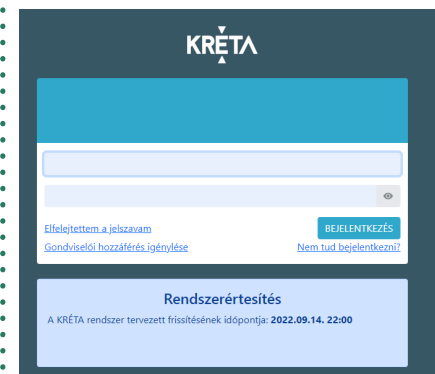 KRÉTA
Elfelejtettem a jelszavam
BEJELENTKEZÉS
Gondviselői hozzáférés igénylése
Nem tud bejelentkezni?
Rendszerértesítés
A KRÉTA rendszer tervezett frissítésének időpontja: 2022.09.14. 22:00